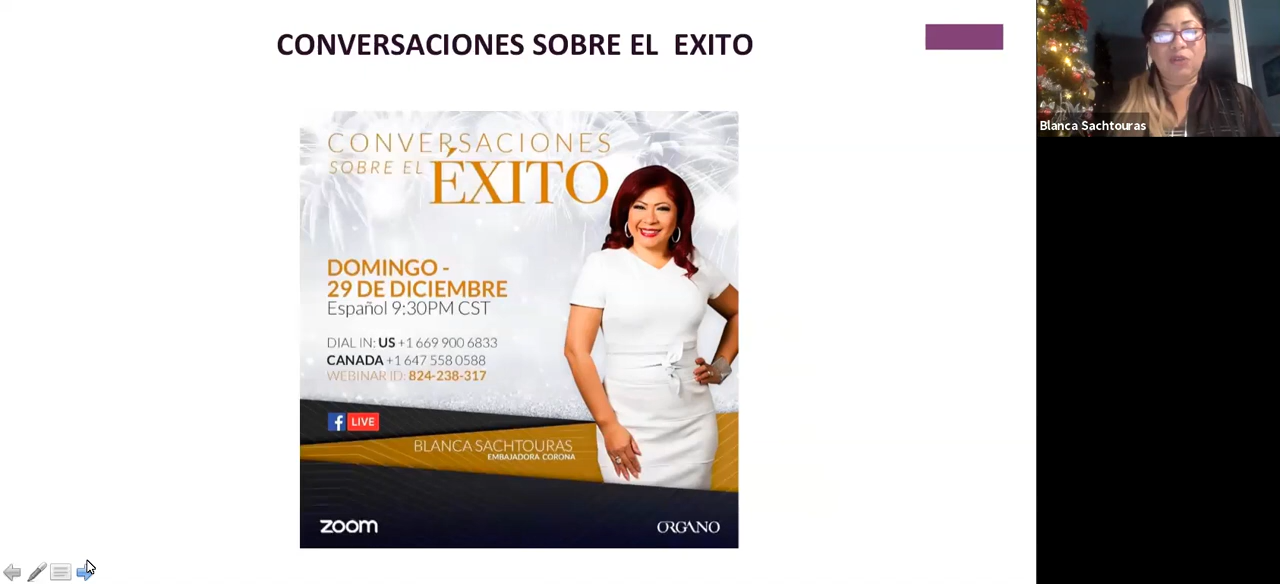 CONVERSACIONES SOBRE EL  EXITO
Blanca Sachtouras
CONVERSACIONES
SOBRE EL ÉXITO
DOMINGO -
29 DE DICIEMBRE
Español 9:30PM CST
DIAL IN: US +1 669 900 6833
CANADA +1 647 558 0588
WEBINAR ID: 824-238-317
f LIVE
BLANCA SACHTOURAS
EMBAJADORA CORONA
zoom
ORGANO